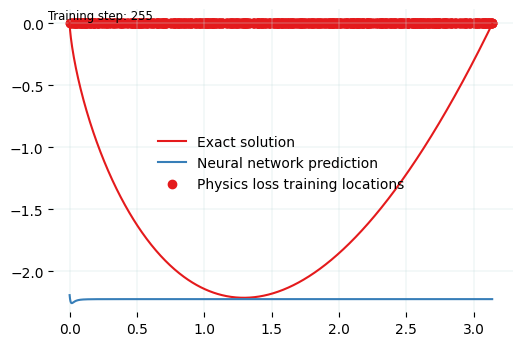 Training step: 255
0.0
−0.5
−1.0
−1.5
−2.0
Exact solution
Neural network prediction
Physics loss training locations
0.0 0.5 1.0 1.5 2.0 2.5 3.0